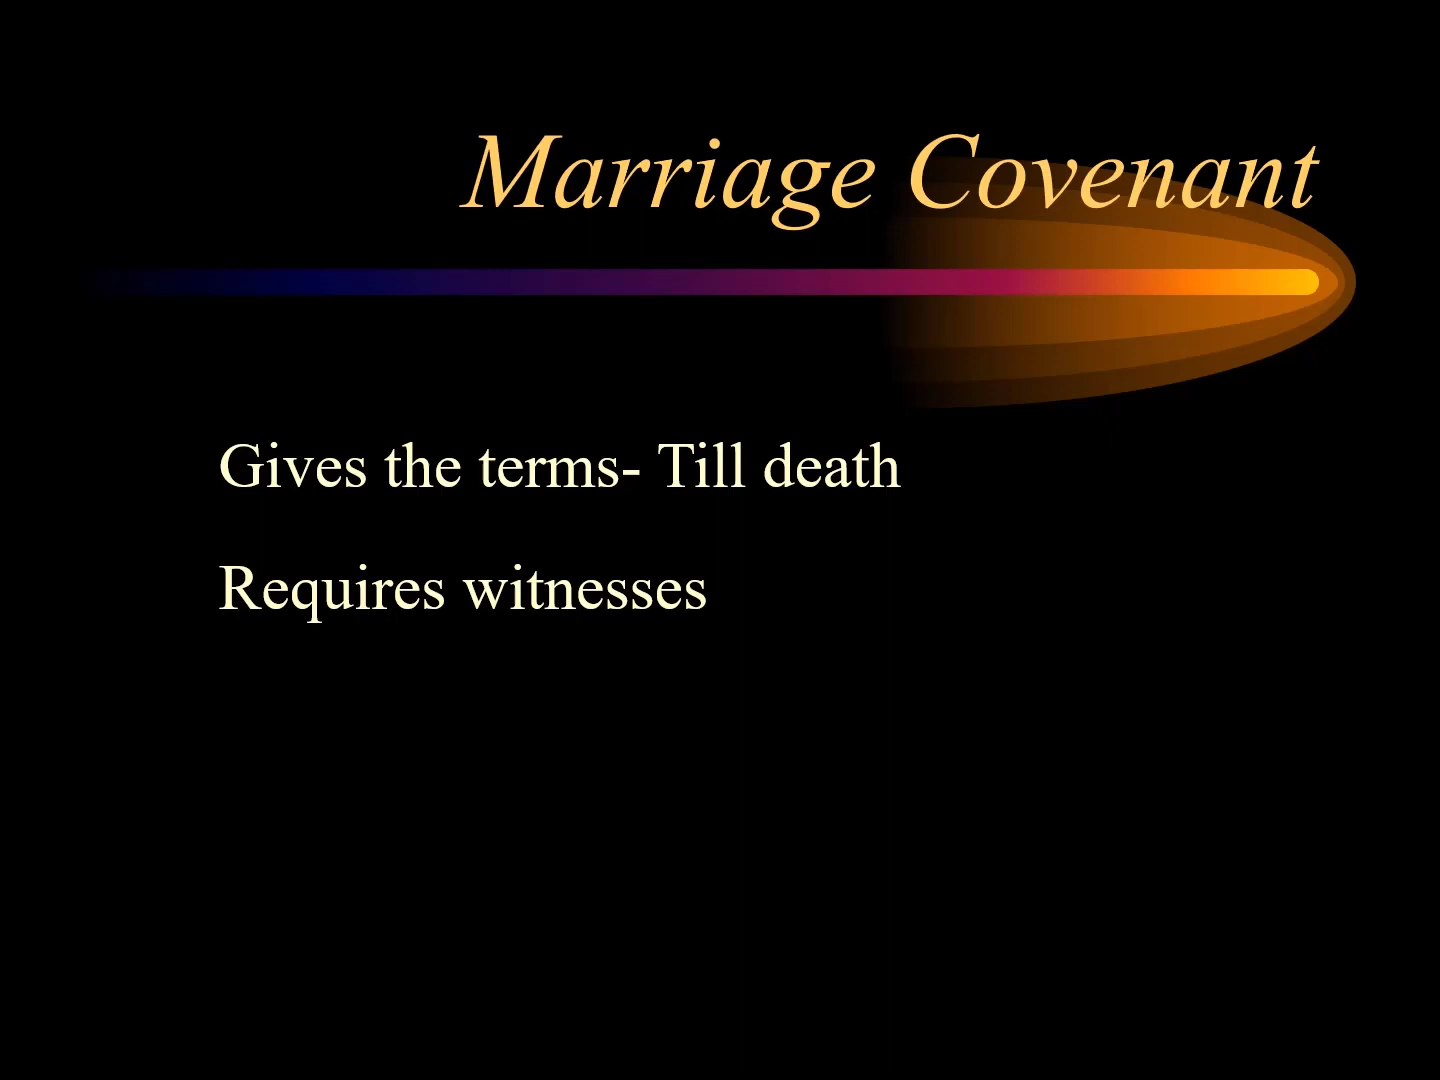 Marriage Covenant
Gives the terms- Till death
Requires witnesses